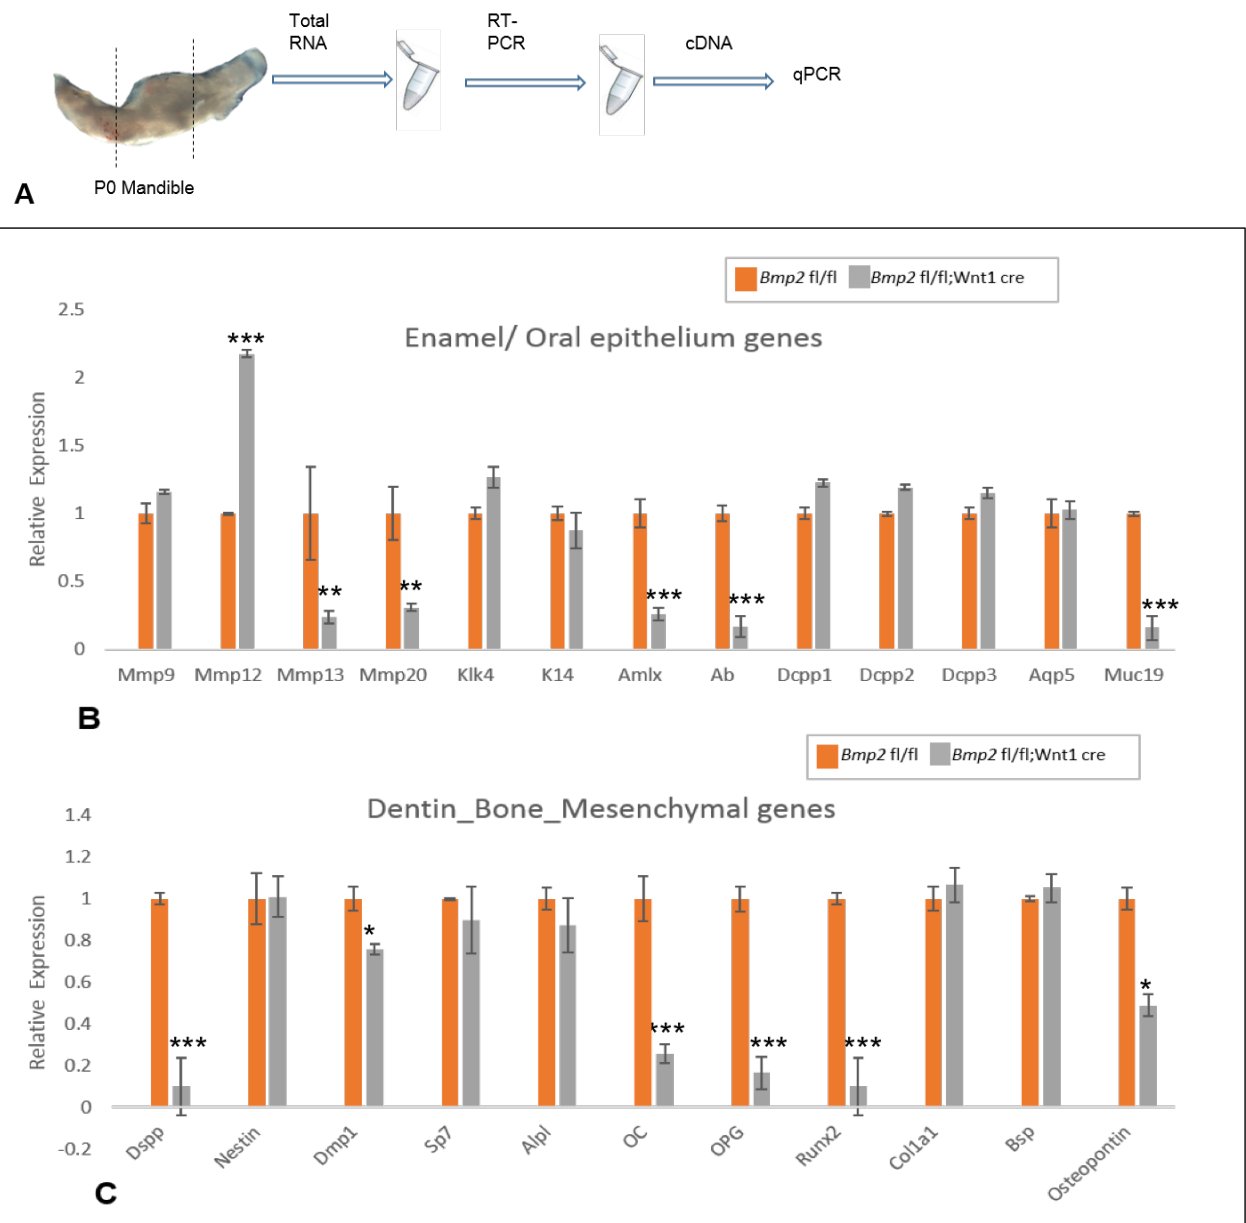 Total
RNA
RT-
PCR
cDNA
qPCR
P0 Mandible
A
Bmp2 fl/fl
Bmp2 fl/fl;Wnt1 cre
Enamel/ Oral epithelium genes
Relative Expression
2.5
2
1.5
1
0.5
0
***
**
**
***
***
***
Mmp9 Mmp12 Mmp13 Mmp20 Klk4 K14 Amlx Ab Dcpp1 Dcpp2 Dcpp3 Aqp5 Muc19
B
Bmp2 fl/fl
Bmp2 fl/fl;Wnt1 cre
Dentin_Bone_Mesenchymal genes
Relative Expression
1.4
1.2
1
0.8
0.6
0.4
0.2
0
-0.2
***
*
***
***
***
*
Dspp
Nestin
Dmp1
Sp7
Alpl
OC
OPG
Runx2
Col1a1
Bsp
Osteopontin
C